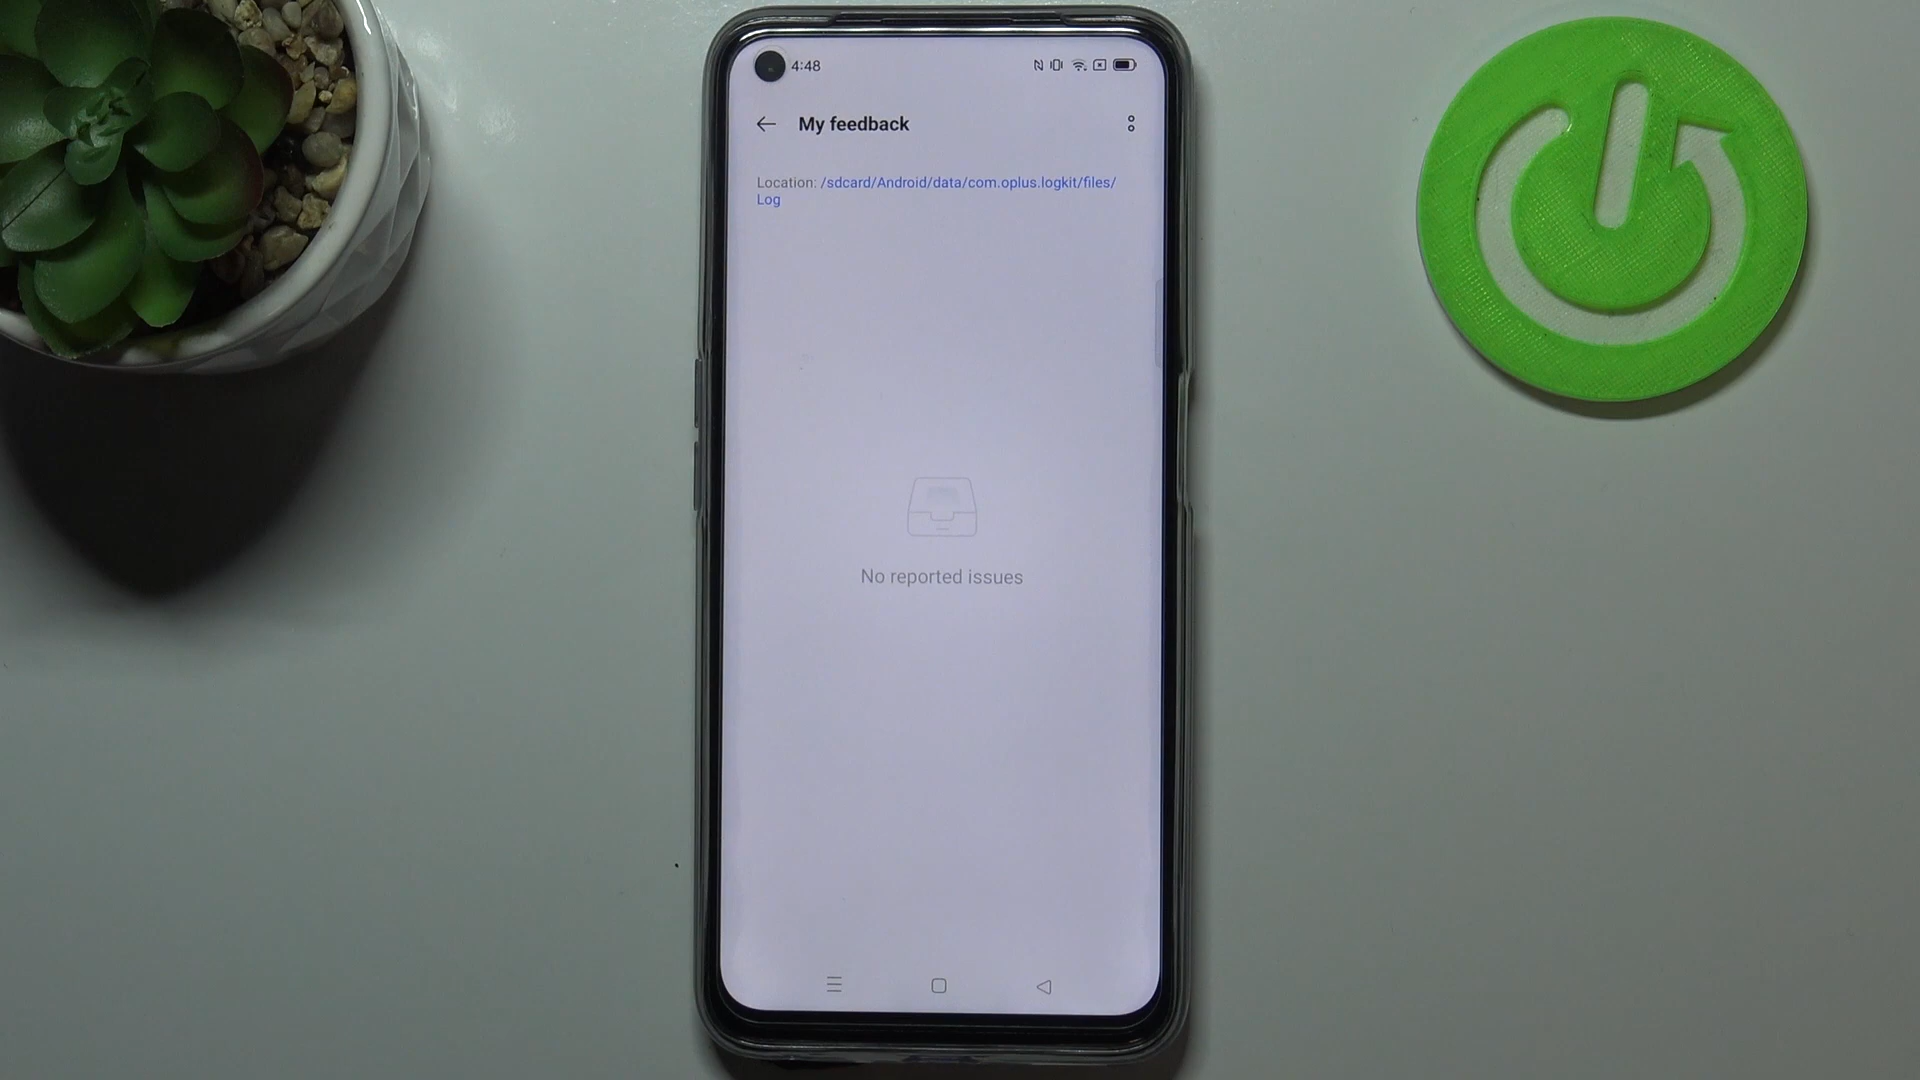 4:48
My feedback
Location: /sdcard/Android/data/com.oplus.logkit/files/
Log
No reported issues